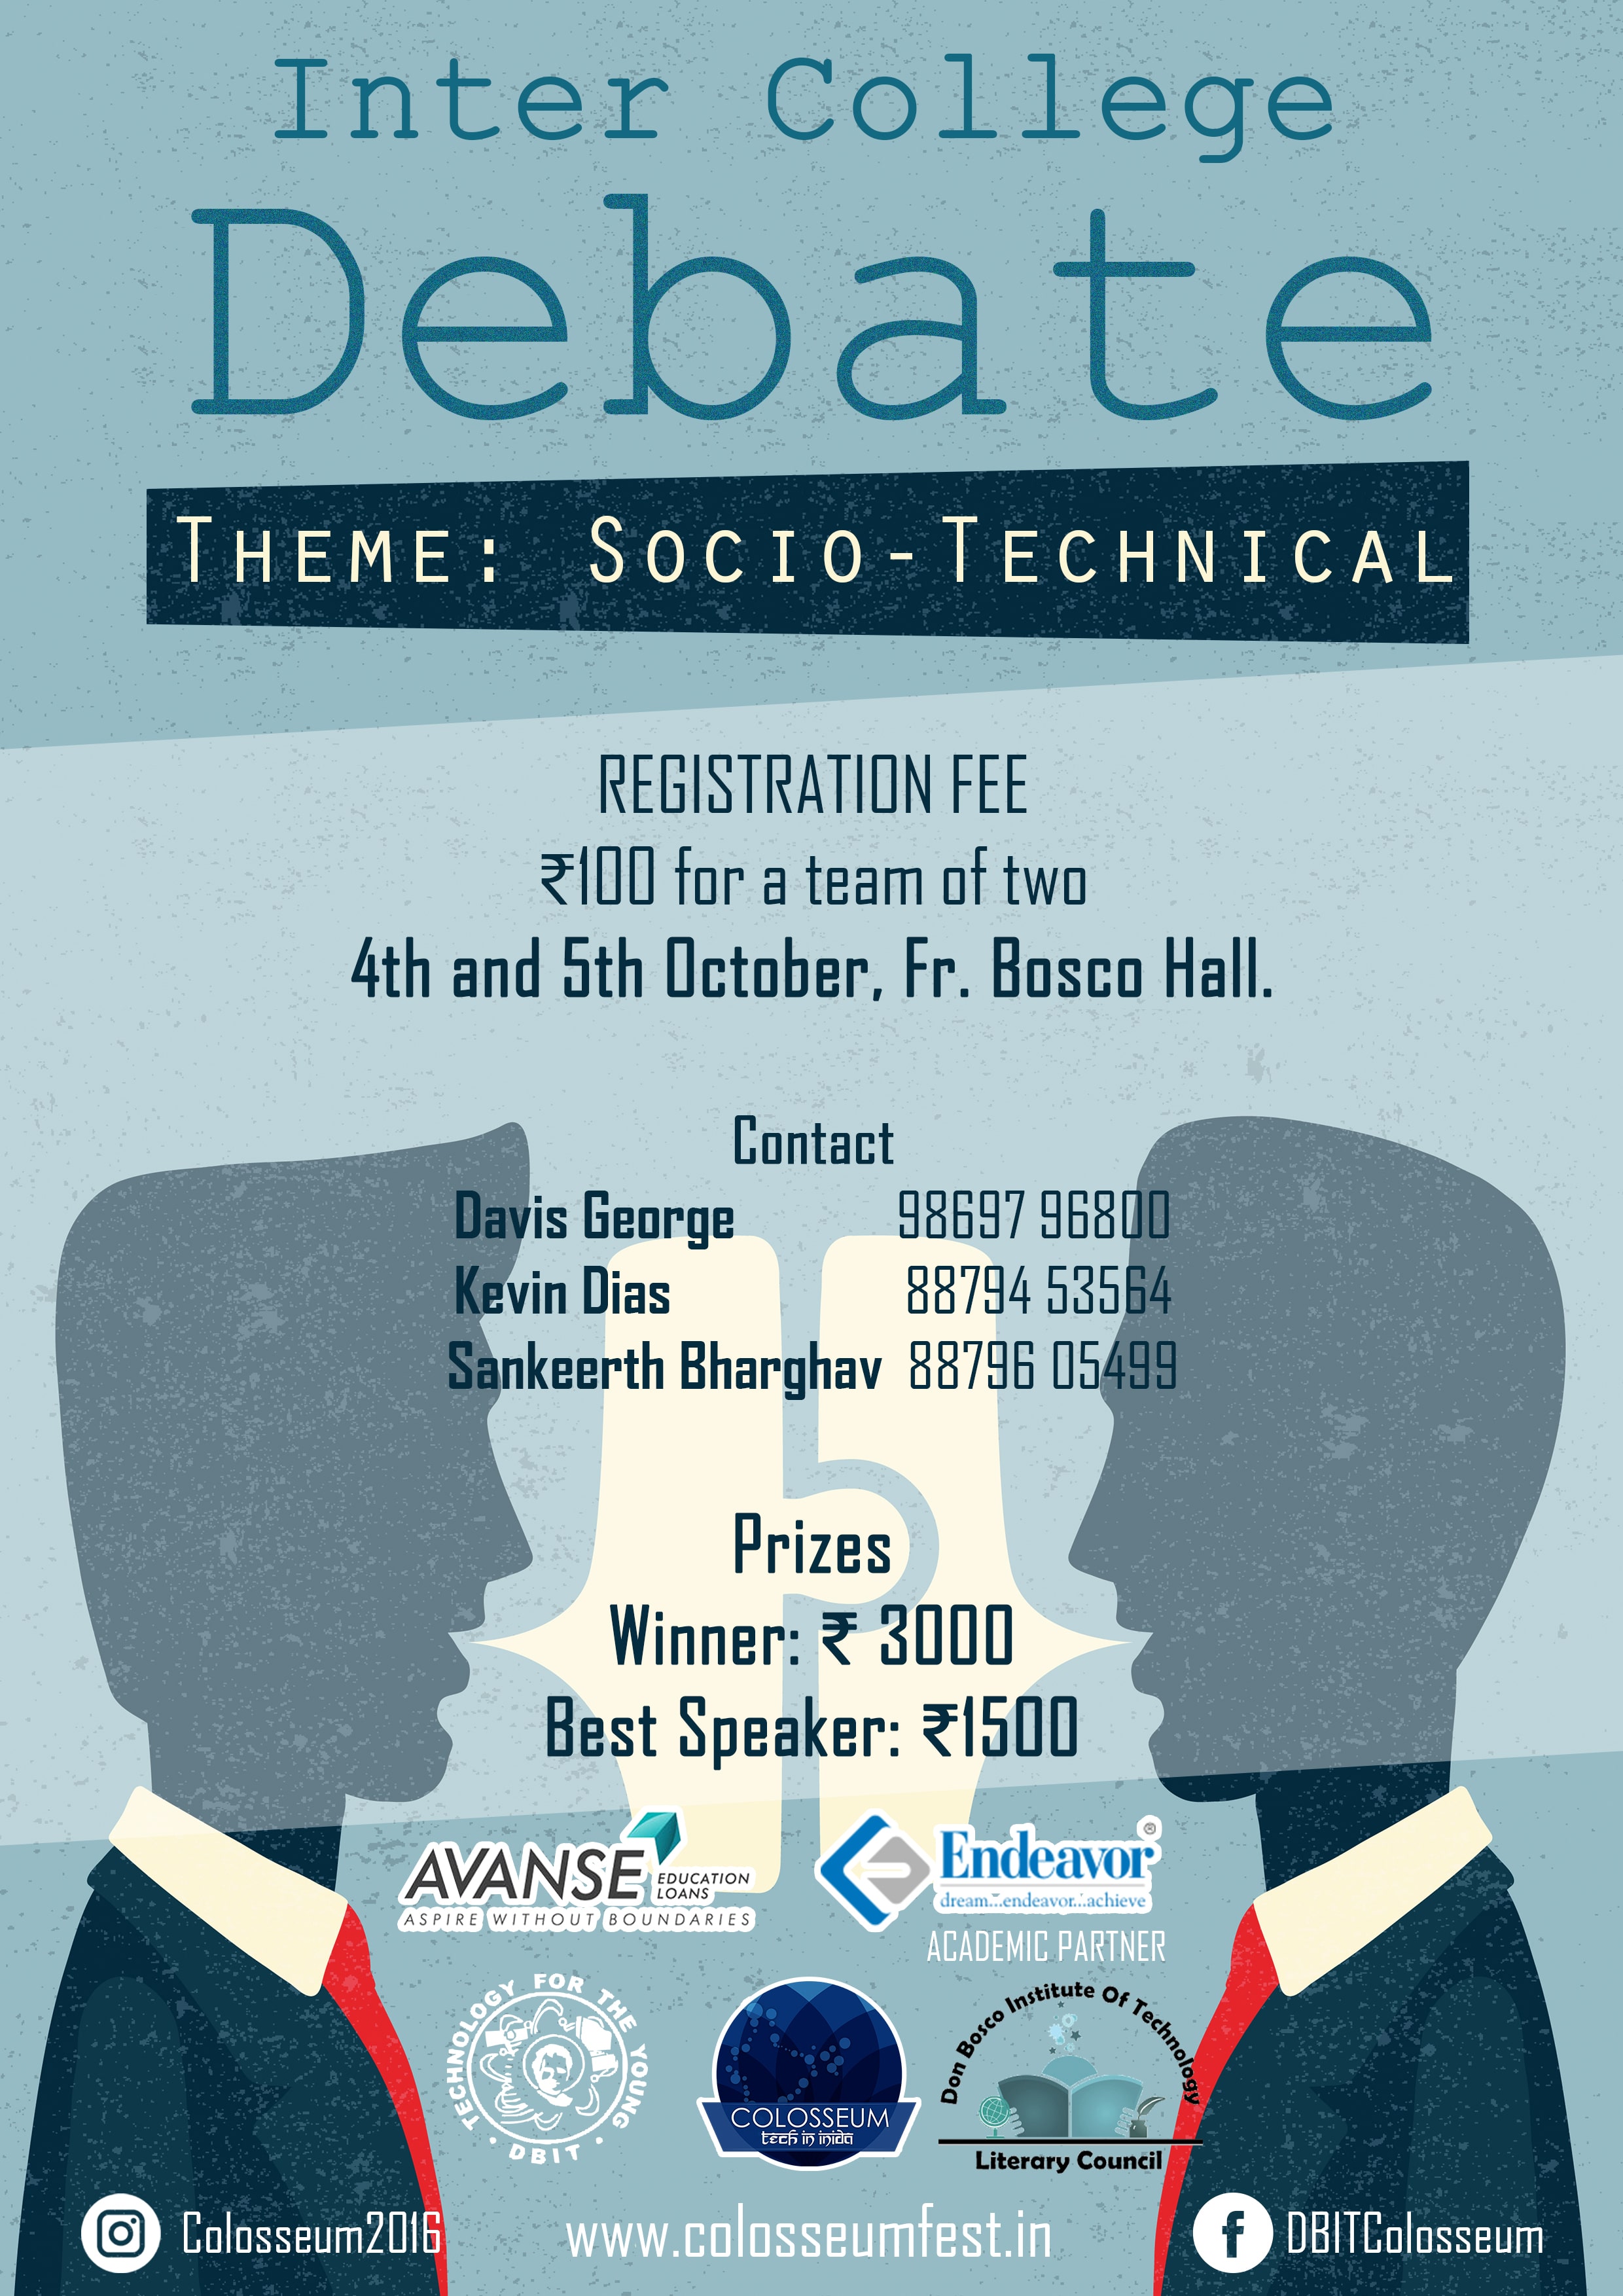 Inter College
Debate
THEME: SOCIO-TECHNICAL
REGISTRATION FEE
₹100 for a team of two
4th and 5th October, Fr. Bosco Hall.
Contact
Davis George 98697 96800
Kevin Dias 88794 53564
Sankeerth Bharghav 88796 05499
Prizes
Winner: ₹ 3000
Best Speaker: ₹1500
AVANSE EDUCATION LOANS
ASPIRE WITHOUT BOUNDARIES
Endeavor ®
dream...endeavor...achieve
ACADEMIC PARTNER
TECHNOLOGY FOR THE YOUNG
• DBIT •
COLOSSEUM
tech in inida
Don Bosco Institute Of Technology
Literary Council
Colosseum2016
www.colosseumfest.in
DBITColosseum